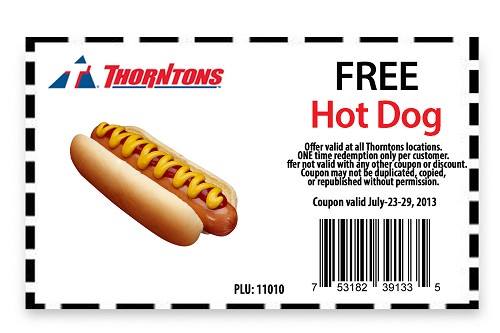 THORNTONS
FREE
Hot Dog
Offer valid at all Thorntons locations.
ONE time redemption only per customer.
ffer not valid with any other coupon or discount.
Coupon may not be duplicated, copied,
or republished without permission.
Coupon valid July-23-29, 2013
PLU: 11010
7 53182 39133 5